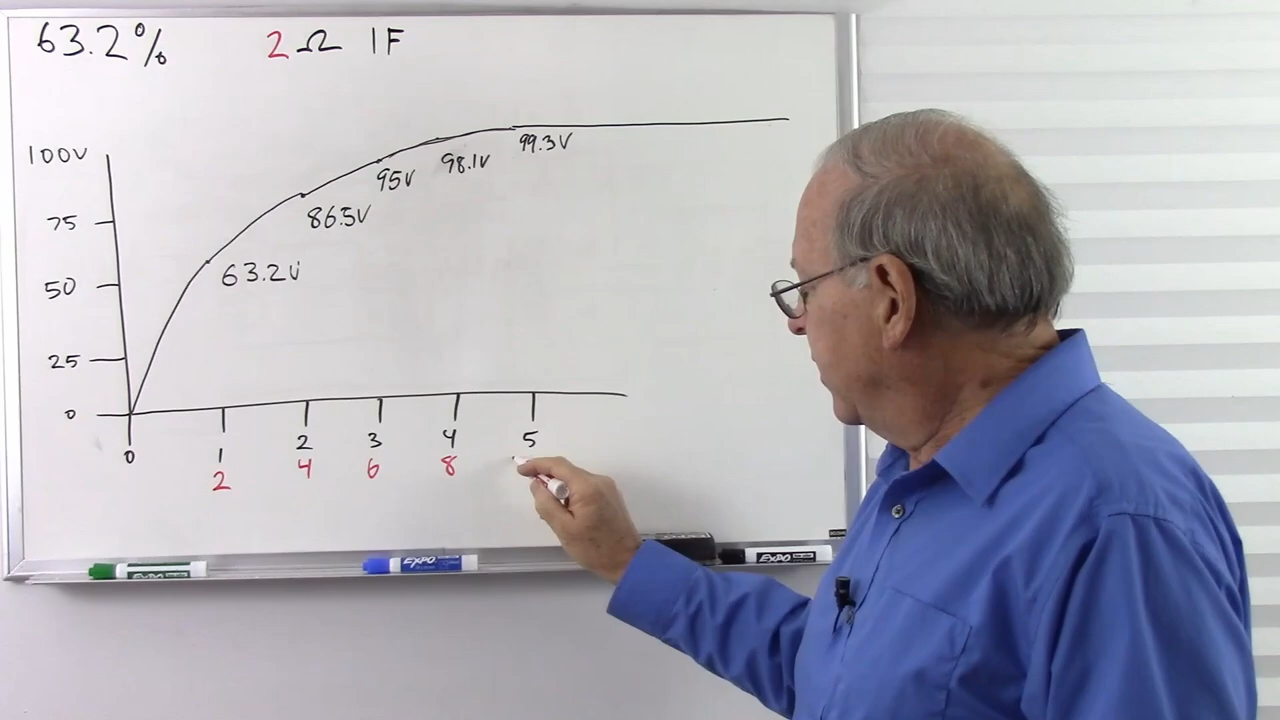 63.2% 2Ω 1F
100V
75
50
25
0
63.2V
86.5V
95V
98.1V
99.3V
0 1 2 3 4 5
2 4 6 8
EXPO
EXPO
EXPO